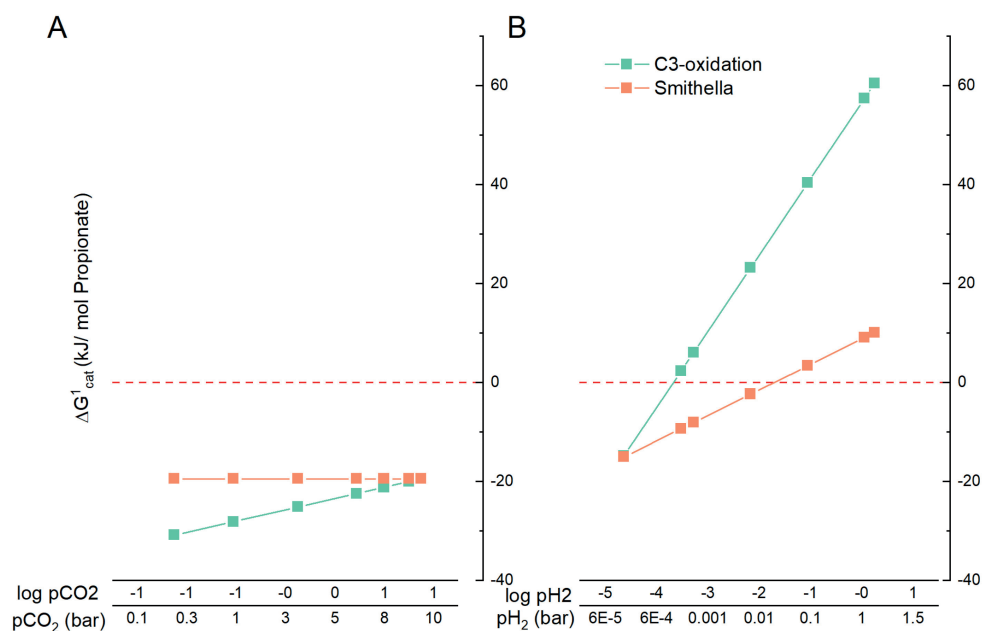 A
B
C3-oxidation
Smithella
ΔG¹cat (kJ/ mol Propionate)
60
40
20
0
-20
-40
60
40
20
0
-20
-40
log pCO2 -1 -1 -1 -0 0 1 1
pCO₂ (bar) 0.1 0.3 1 3 5 8 10
log pH2 -5 -4 -3 -2 -1 -0 1
pH₂ (bar) 6E-5 6E-4 0.001 0.01 0.1 1 1.5